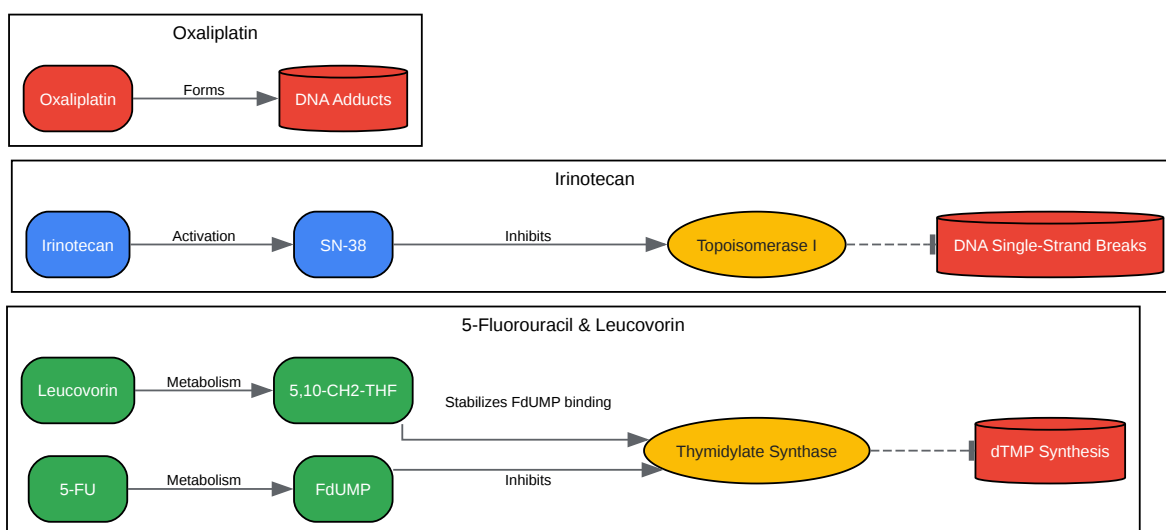 Oxaliplatin
Oxaliplatin
Forms
DNA Adducts
Irinotecan
Irinotecan
Activation
SN-38
Inhibits
Topoisomerase I
DNA Single-Strand Breaks
5-Fluorouracil & Leucovorin
Leucovorin
Metabolism
5,10-CH2-THF
Stabilizes FdUMP binding
Thymidylate Synthase
dTMP Synthesis
5-FU
Metabolism
FdUMP
Inhibits